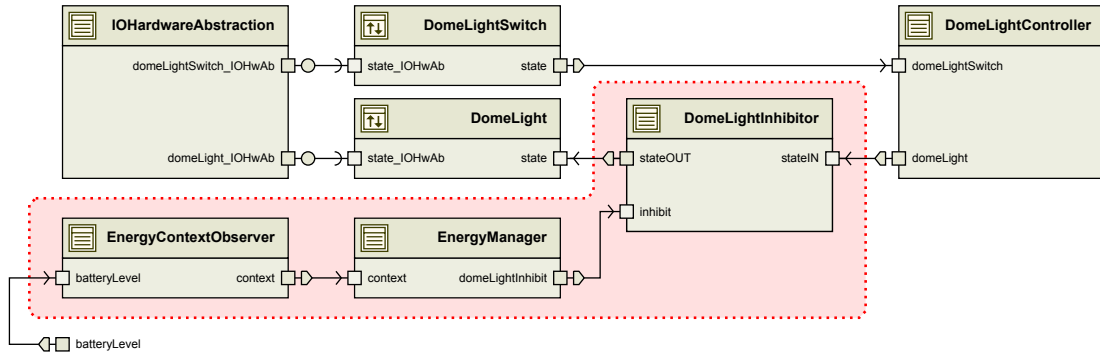 IOHardwareAbstraction
domeLightSwitch_IOHwAb
domeLight_IOHwAb
DomeLightSwitch
state_IOHwAb state
DomeLight
state_IOHwAb state
DomeLightInhibitor
stateOUT stateIN
inhibit
DomeLightController
domeLightSwitch
domeLight
EnergyContextObserver
batteryLevel context
EnergyManager
context domeLightInhibit
batteryLevel